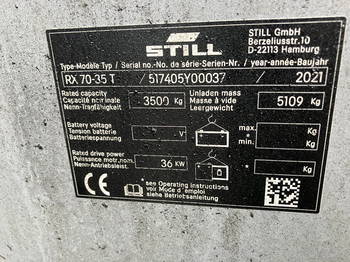 STILL
STILL GmbH
Berzeliusstr.10
D-22113 Hamburg
Type-Modèle-Typ / Serial no.-No. de série-Serien-Nr. / year-année-Baujahr
RX 70-35 T / 517405Y00037 / 2021
Rated capacity
Capacité nominale
Nenn-Tragfähigkeit
3500 Kg
Unladen mass
Masse à vide
Leergewicht
5109 Kg
Battery voltage
Tension batterie
Batteriespannung
V
max. Kg
min. Kg
Rated drive power
Puissance motr. nom.
Nenn-Antriebsleist.
36 KW
CE
see Operating instructions
voir Mode d'emploi
siehe Betriebsanleitung